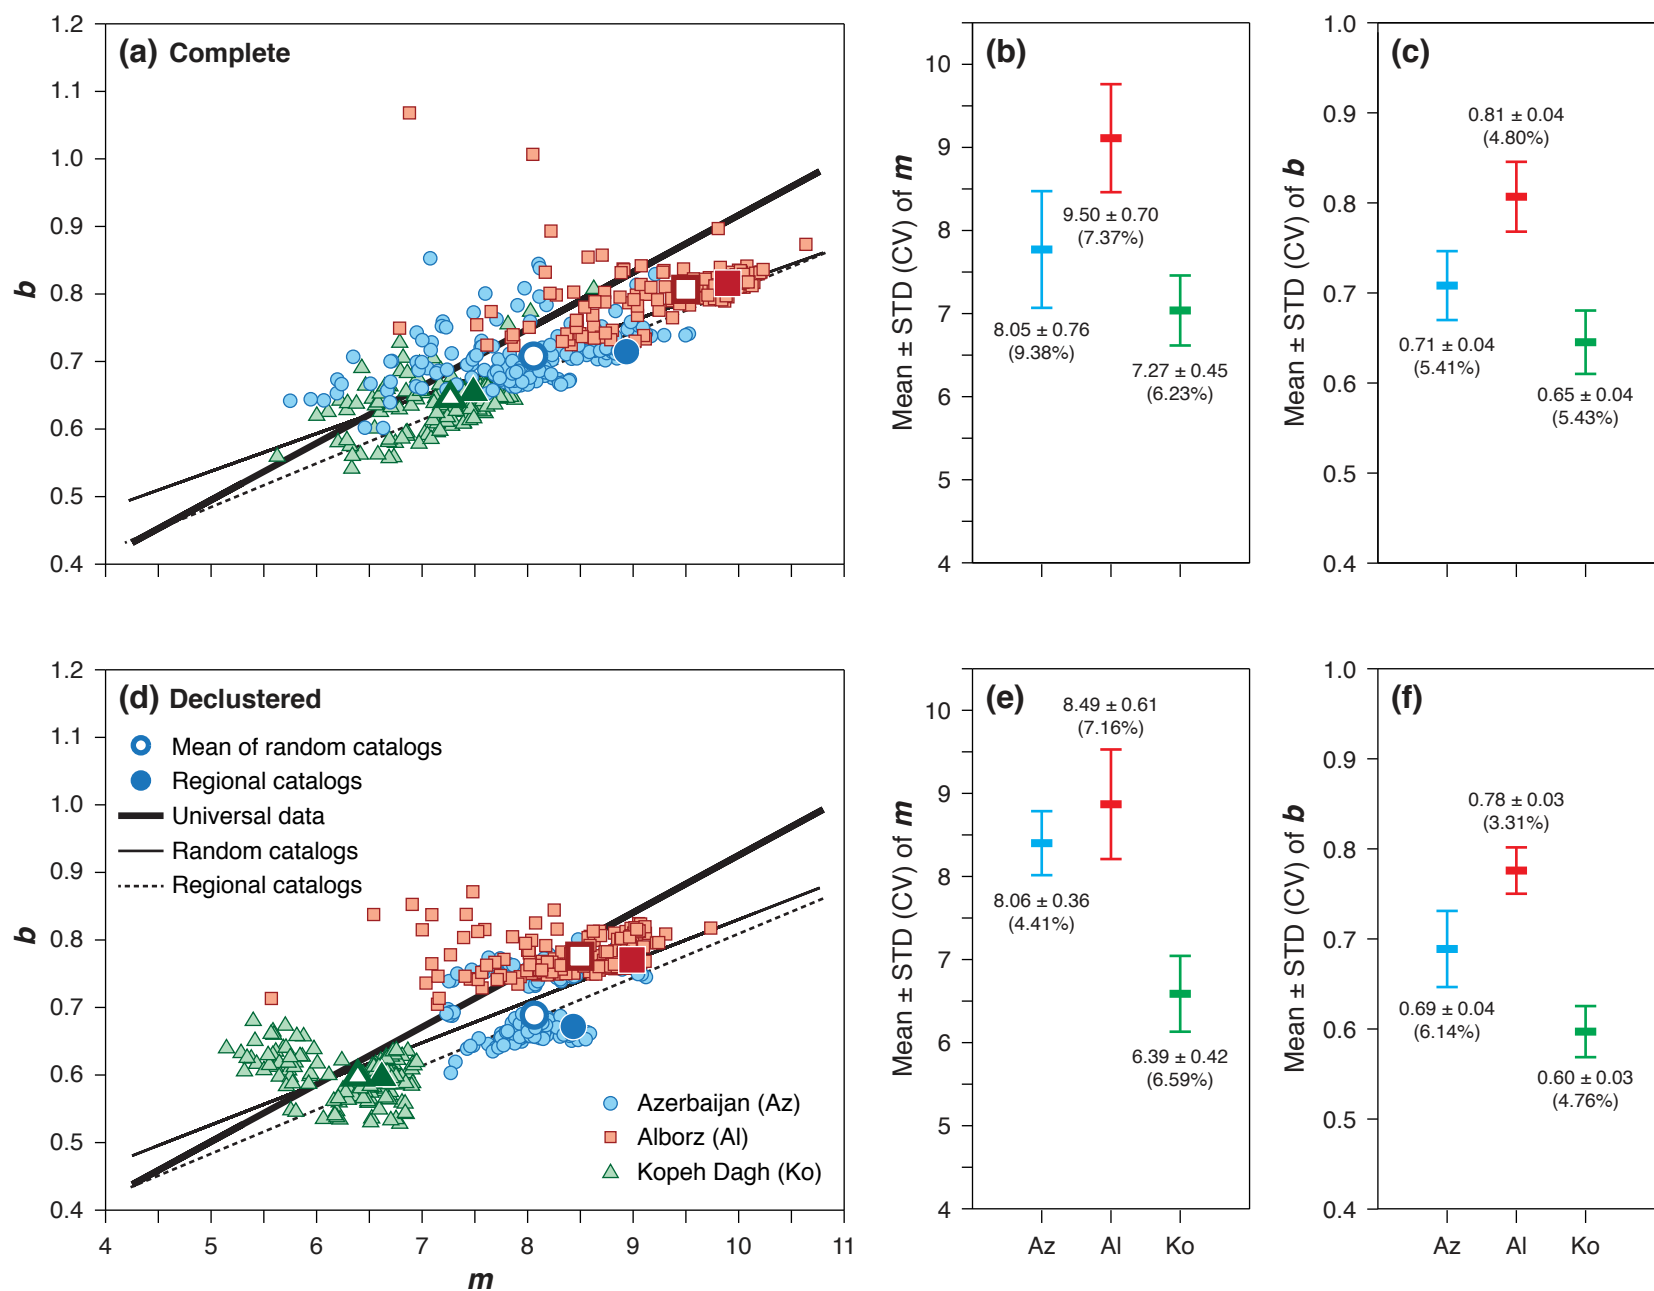 (a) Complete
1.2
1.1
1.0
0.9
0.8
0.7
0.6
0.5
0.4
b
(b)
10
9
8
7
6
5
4
Mean ± STD (CV) of m
8.05 ± 0.76
(9.38%)
9.50 ± 0.70
(7.37%)
7.27 ± 0.45
(6.23%)
(c)
1.0
0.9
0.8
0.7
0.6
0.5
0.4
Mean ± STD (CV) of b
0.71 ± 0.04
(5.41%)
0.81 ± 0.04
(4.80%)
0.65 ± 0.04
(5.43%)
(d) Declustered
Mean of random catalogs
Regional catalogs
Universal data
Random catalogs
Regional catalogs
Azerbaijan (Az)
Alborz (Al)
Kopeh Dagh (Ko)
1.2
1.1
1.0
0.9
0.8
0.7
0.6
0.5
0.4
b
4 5 6 7 8 9 10 11
m
(e)
10
9
8
7
6
5
4
Mean ± STD (CV) of m
8.06 ± 0.36
(4.41%)
8.49 ± 0.61
(7.16%)
6.39 ± 0.42
(6.59%)
Az Al Ko
(f)
1.0
0.9
0.8
0.7
0.6
0.5
0.4
Mean ± STD (CV) of b
0.69 ± 0.04
(6.14%)
0.78 ± 0.03
(3.31%)
0.60 ± 0.03
(4.76%)
Az Al Ko